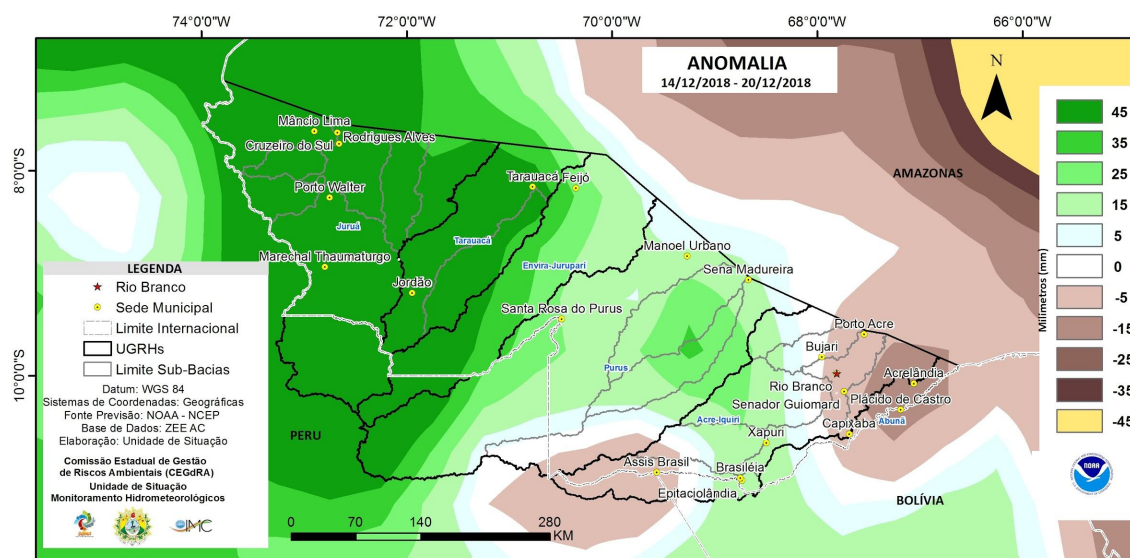 74°0'0"W
72°0'0"W
70°0'0"W
68°0'0"W
66°0'0"W
ANOMALIA
14/12/2018 - 20/12/2018
N
8°0'0"S
10°0'0"S
Mâncio Lima
Rodrigues Alves
Cruzeiro do Sul
Porto Walter
Juruá
Marechal Thaumaturgo
Tarauacá
Feijó
Tarauacá
Jordão
Envira-Jurupari
Santa Rosa do Purus
Manoel Urbano
Sena Madureira
Purus
AMAZONAS
Porto Acre
Bujari
Rio Branco
Acrelândia
Senador Guiomard
Plácido de Castro
Abunã
Acre-Iquiri
Capixaba
Xapuri
Assis Brasil
Brasiléia
Epitaciolândia
PERU
BOLÍVIA
Milimetros (mm)
45
35
25
15
5
0
-5
-15
-25
-35
-45
NOAA
LEGENDA
Rio Branco
Sede Municipal
Limite Internacional
UGRHs
Limite Sub-Bacias
Datum: WGS 84
Sistemas de Coordenadas: Geográficas
Fonte Previsão: NOAA - NCEP
Base de Dados: ZEE AC
Elaboração: Unidade de Situação
Comissão Estadual de Gestão
de Riscos Ambientais (CEGdRA)
Unidade de Situação
Monitoramento Hidrometeorológicos
IMC
0 70 140 280
KM